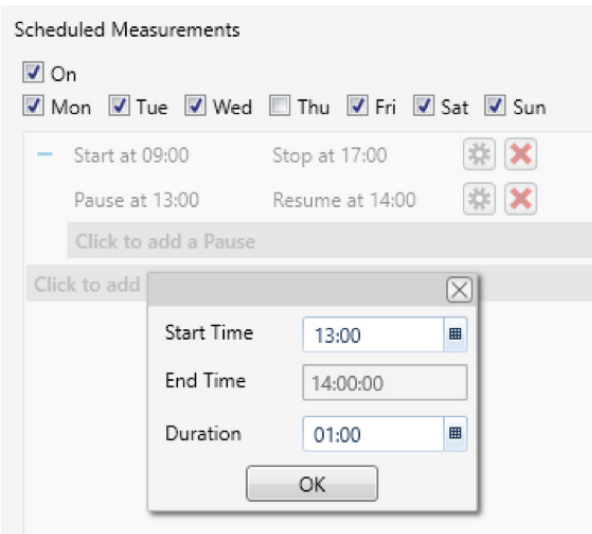 Scheduled Measurements
On
Mon Tue Wed Thu Fri Sat Sun
Start at 09:00 Stop at 17:00
Pause at 13:00 Resume at 14:00
Click to add a Pause
Click to add
Start Time 13:00
End Time 14:00:00
Duration 01:00
OK